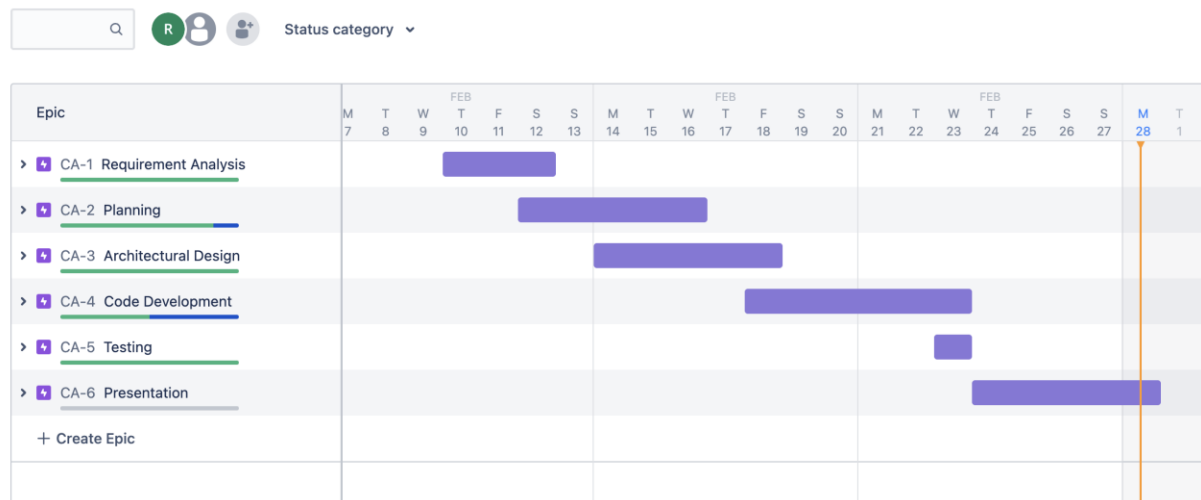 R
Status category
Epic
FEB FEB FEB
M T W T F S S M T W T F S S M T W T F S S M T
7 8 9 10 11 12 13 14 15 16 17 18 19 20 21 22 23 24 25 26 27 28 1
CA-1 Requirement Analysis
CA-2 Planning
CA-3 Architectural Design
CA-4 Code Development
CA-5 Testing
CA-6 Presentation
+ Create Epic